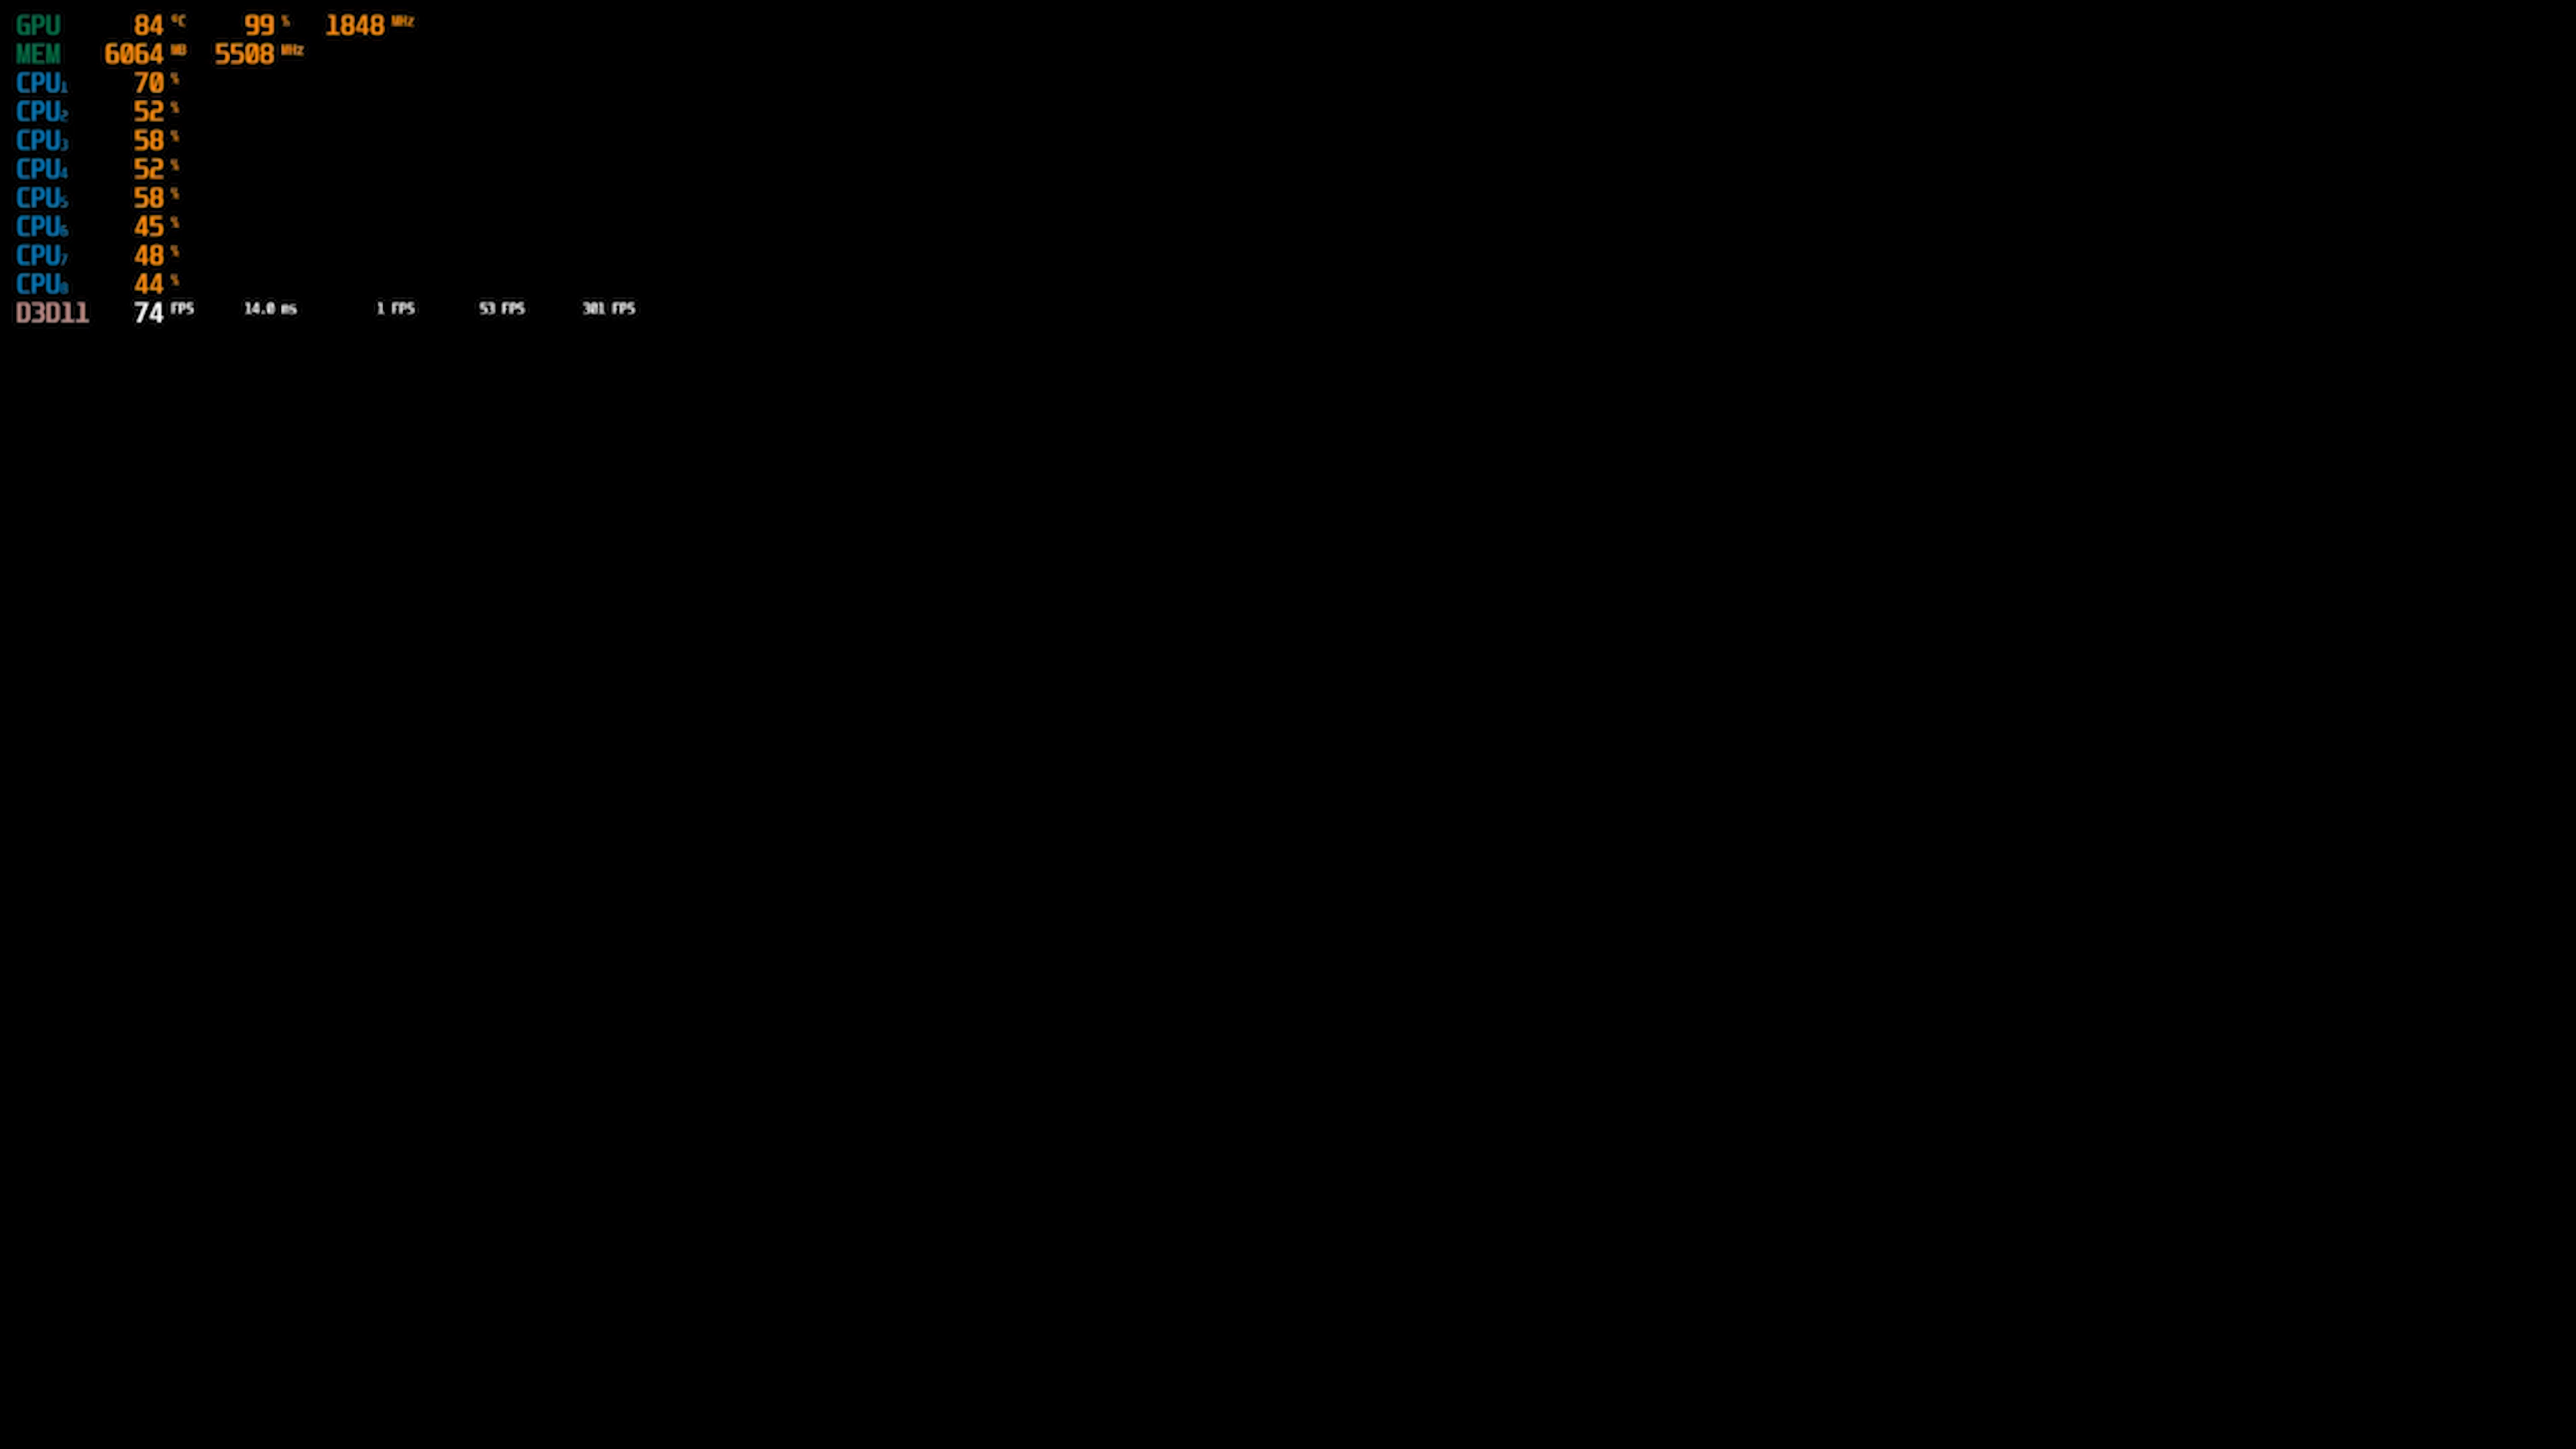 GPU 84 °C 99 % 1848 MHz
MEM 6064 MB 5508 MHz
CPU1 70 %
CPU2 52 %
CPU3 58 %
CPU4 52 %
CPU5 58 %
CPU6 45 %
CPU7 48 %
CPU8 44 %
D3D11 74 FPS 14.0 ms 1 FPS 53 FPS 301 FPS